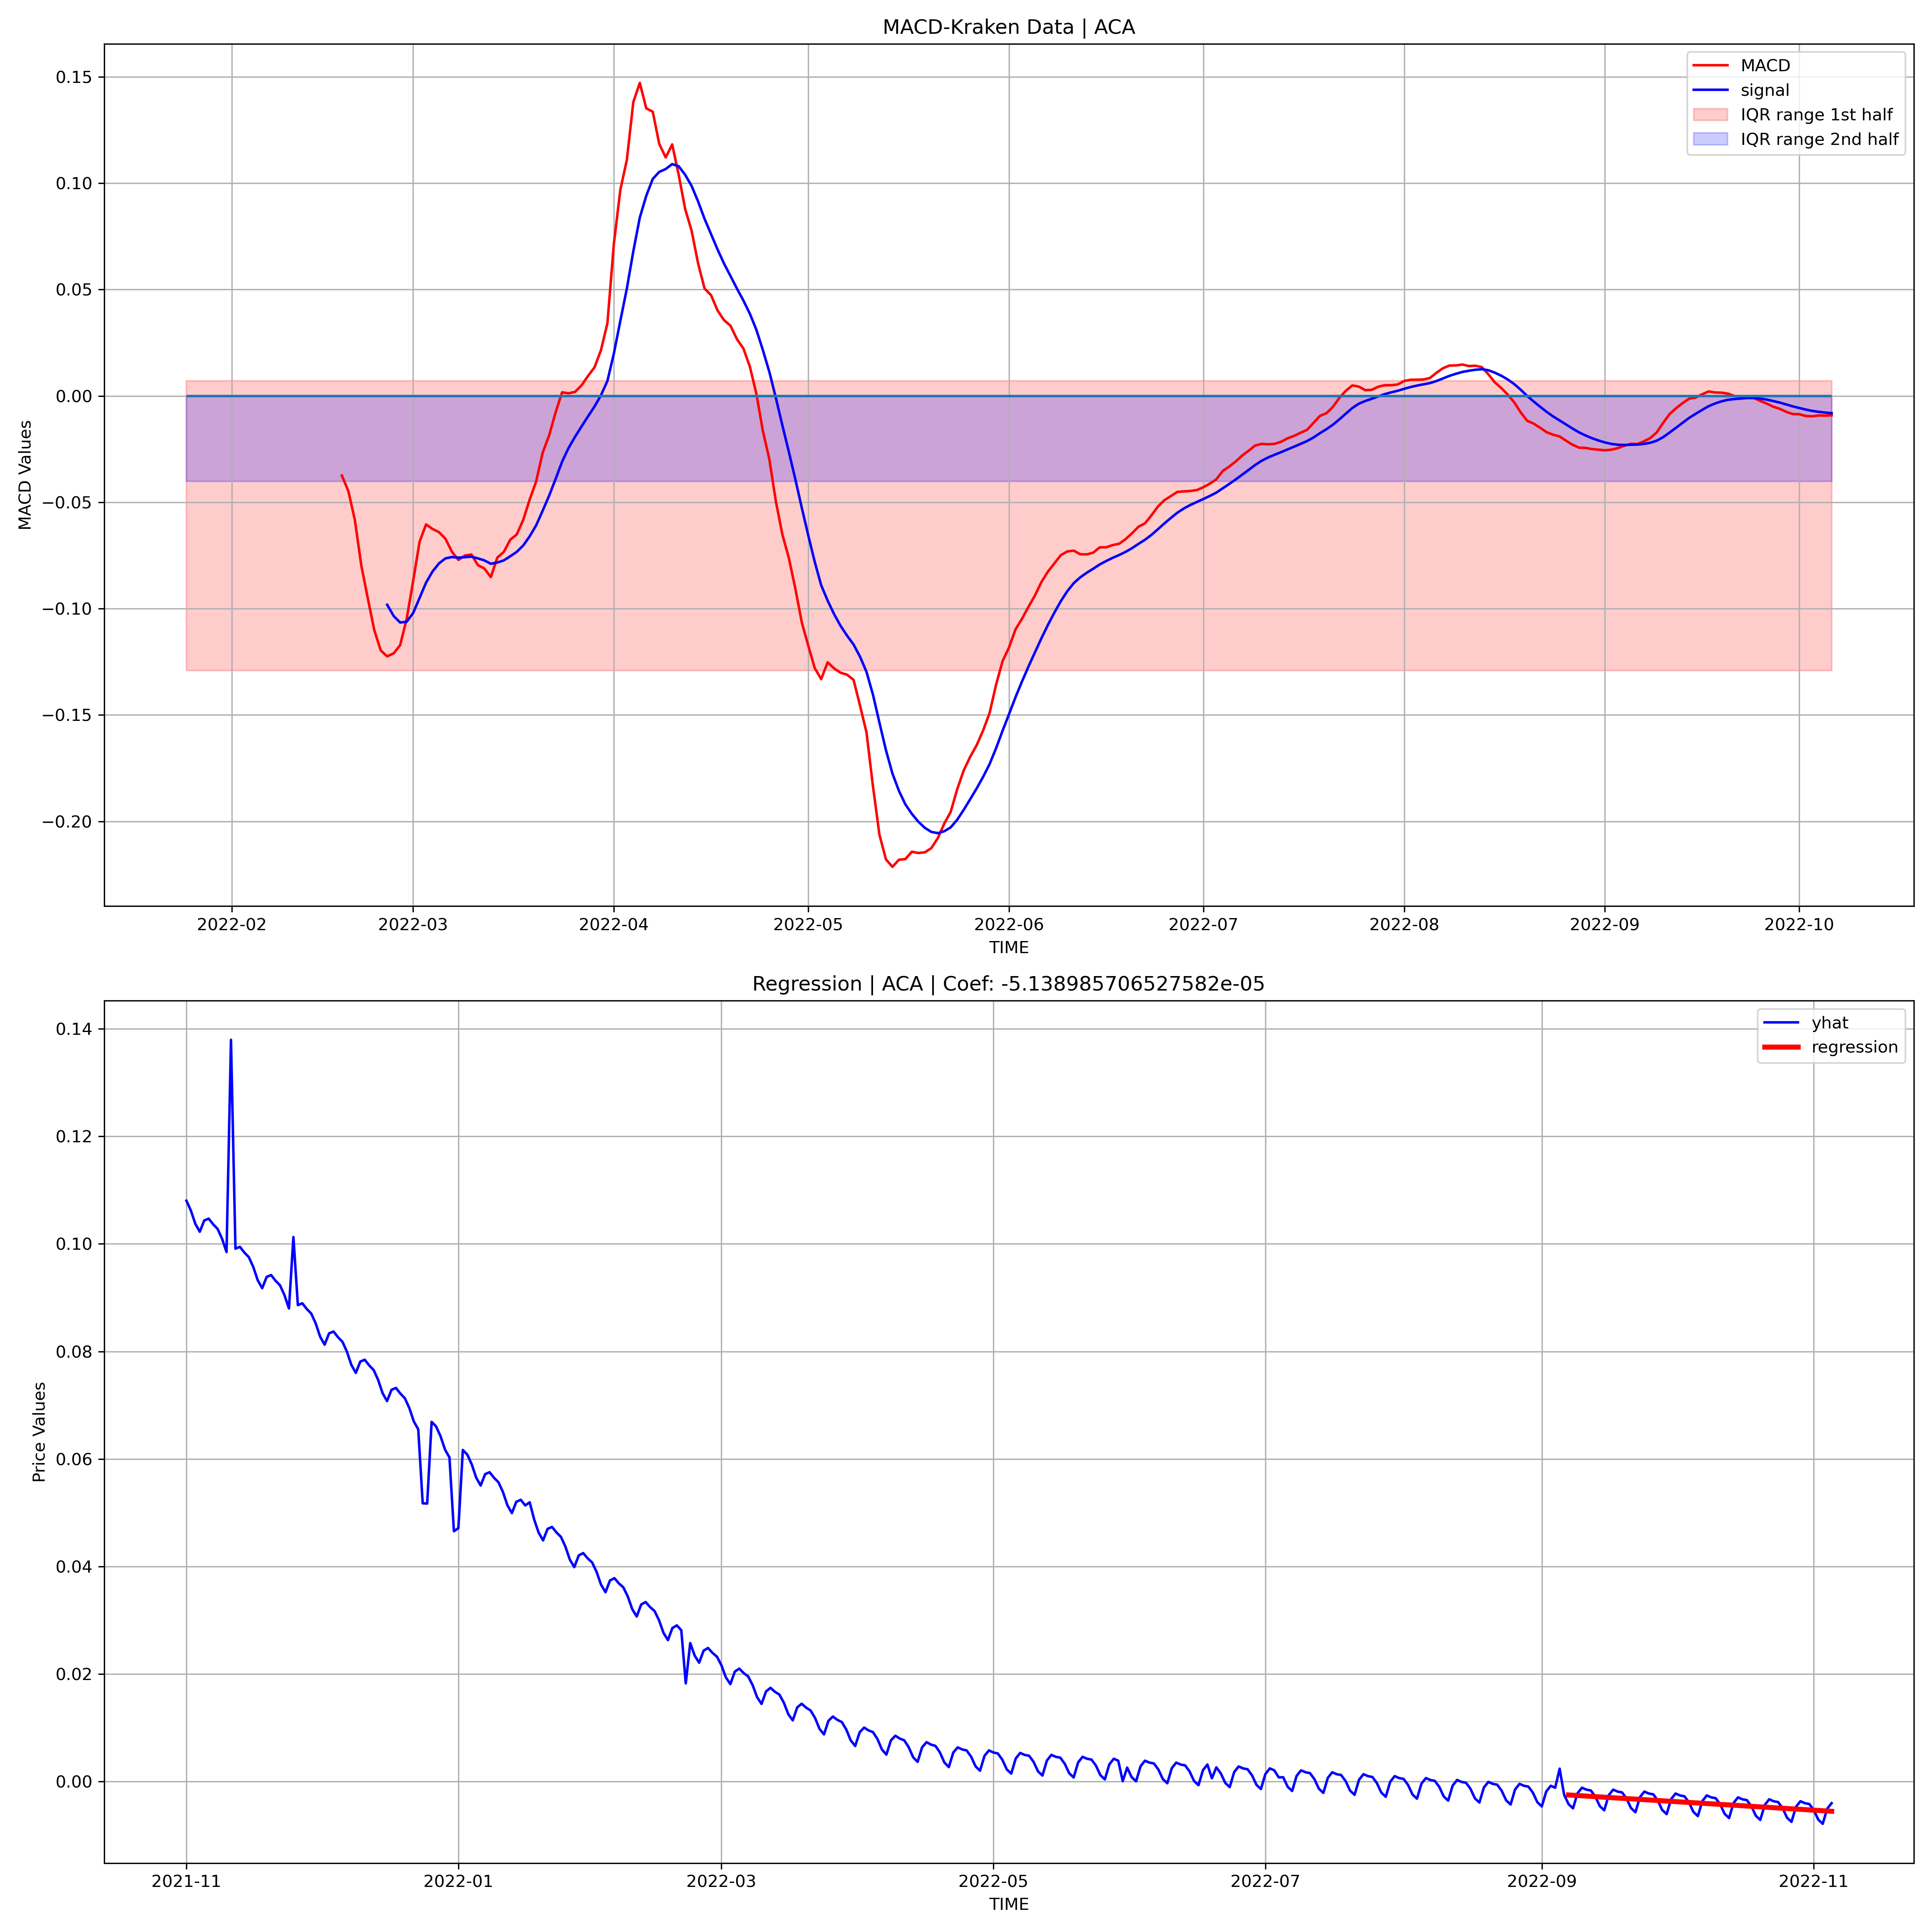 MACD-Kraken Data | ACA
MACD
signal
IQR range 1st half
IQR range 2nd half
MACD Values
0.15
0.10
0.05
0.00
−0.05
−0.10
−0.15
−0.20
2022-02 2022-03 2022-04 2022-05 2022-06 2022-07 2022-08 2022-09 2022-10
TIME
Regression | ACA | Coef: -5.138985706527582e-05
yhat
regression
Price Values
0.14
0.12
0.10
0.08
0.06
0.04
0.02
0.00
2021-11 2022-01 2022-03 2022-05 2022-07 2022-09 2022-11
TIME